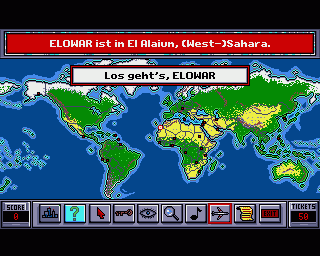 ELOWAR ist in El Alaiun, (West-)Sahara.
Los geht's, ELOWAR
SCORE
0
TICKETS
50